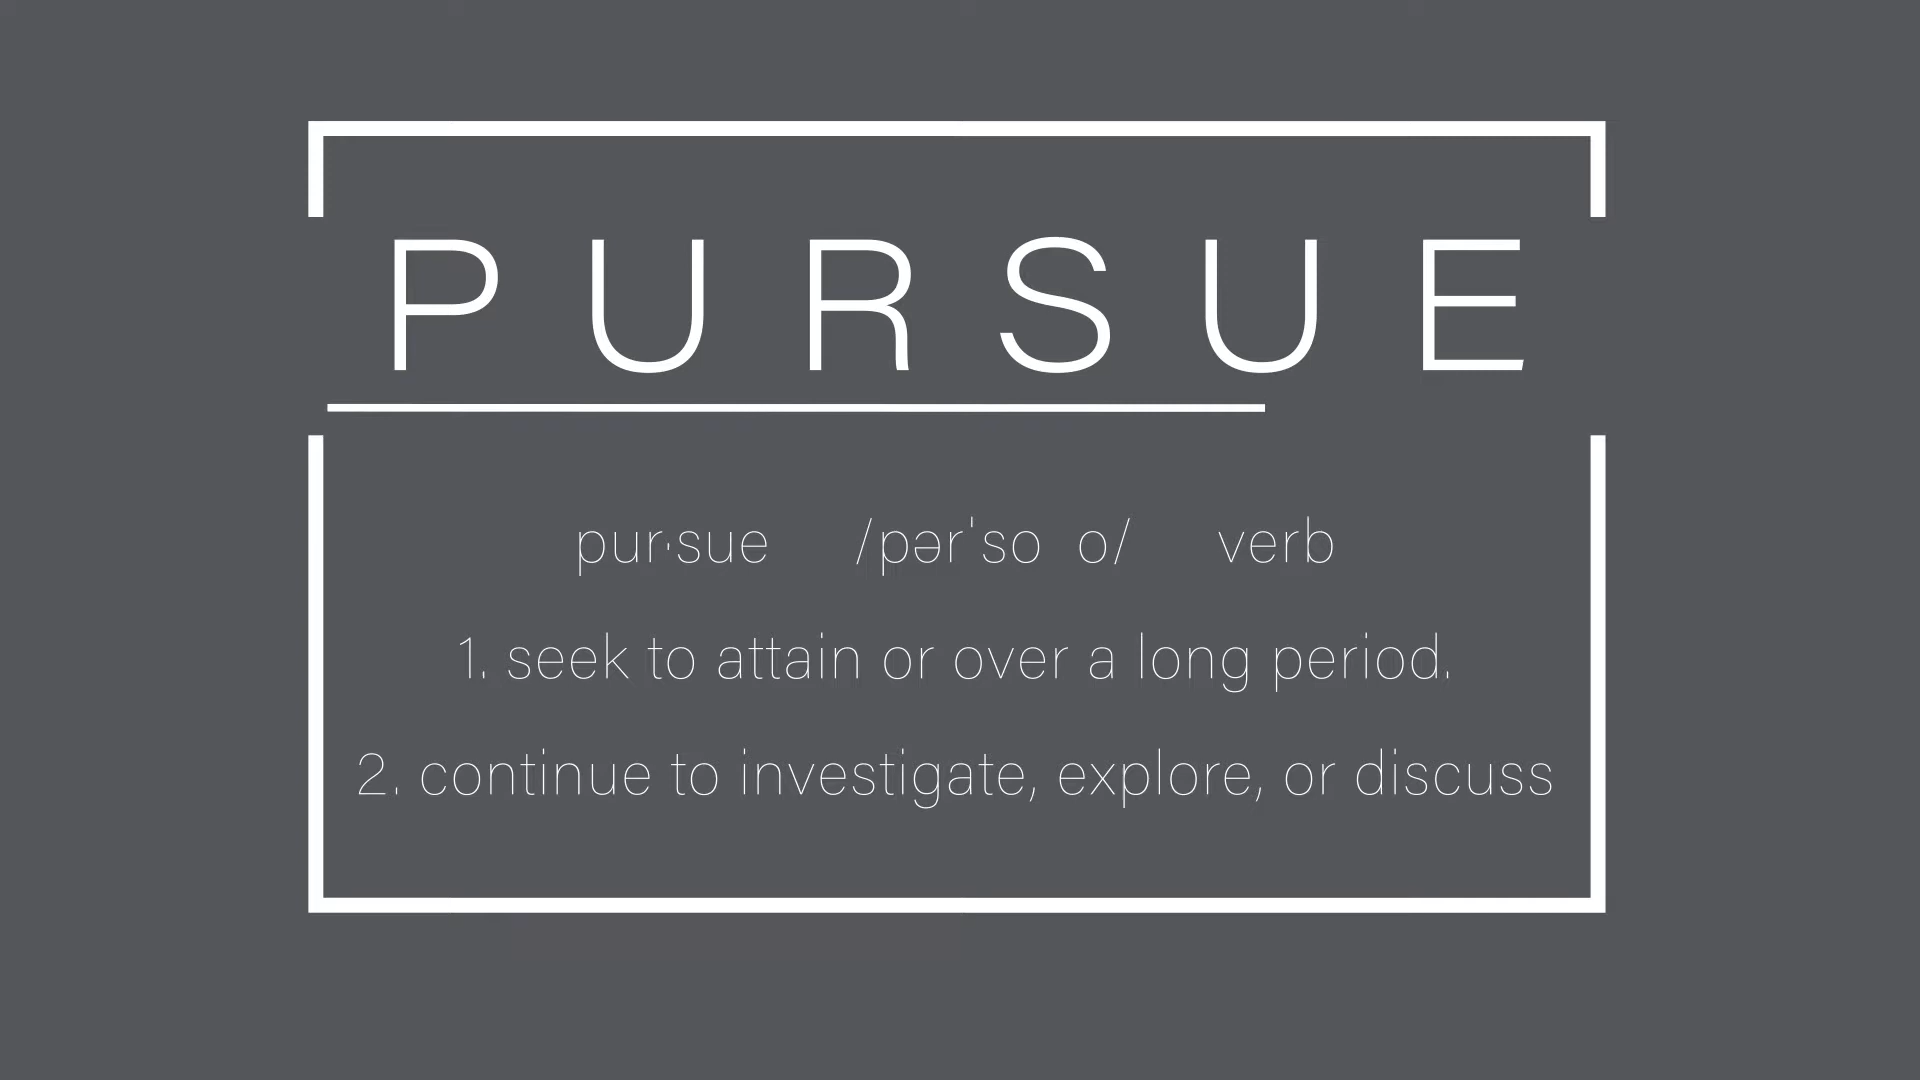 PURSUE
pur·sue /pərˈso o/ verb
1. seek to attain or over a long period.
2. continue to investigate, explore, or discuss